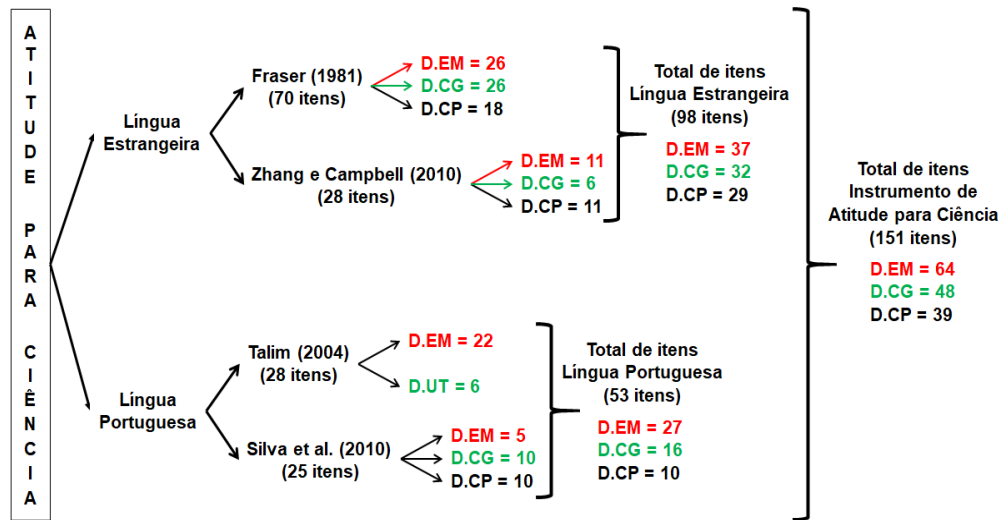 ATITUDE PARA CIÊNCIA
Língua
Estrangeira
Fraser (1981)
(70 itens)
D.EM = 26
D.CG = 26
D.CP = 18
Zhang e Campbell (2010)
(28 itens)
D.EM = 11
D.CG = 6
D.CP = 11
Total de itens
Língua Estrangeira
(98 itens)
D.EM = 37
D.CG = 32
D.CP = 29
Língua
Portuguesa
Talim (2004)
(28 itens)
D.EM = 22
D.UT = 6
Silva et al. (2010)
(25 itens)
D.EM = 5
D.CG = 10
D.CP = 10
Total de itens
Língua Portuguesa
(53 itens)
D.EM = 27
D.CG = 16
D.CP = 10
Total de itens
Instrumento de
Atitude para Ciência
(151 itens)
D.EM = 64
D.CG = 48
D.CP = 39